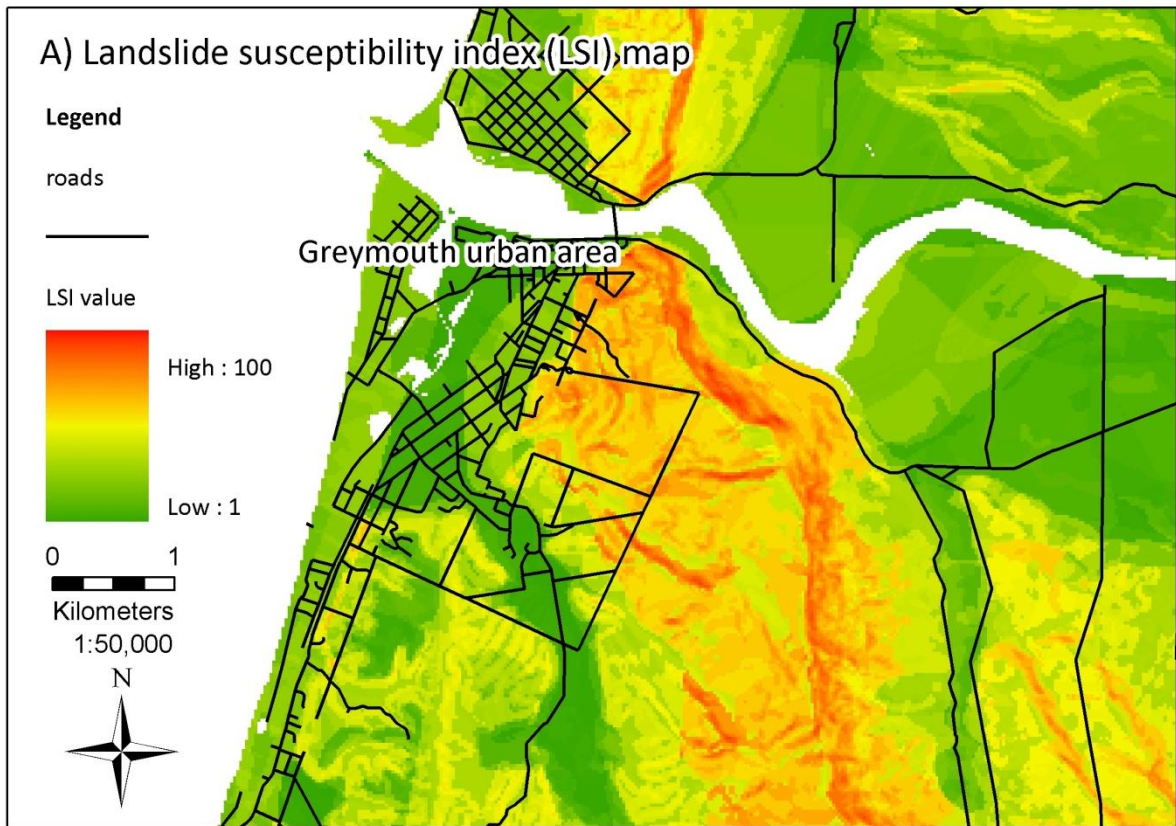 A) Landslide susceptibility index (LSI) map
Legend
roads
Greymouth urban area
LSI value
High : 100
Low : 1
0 1
Kilometers
1:50,000
N